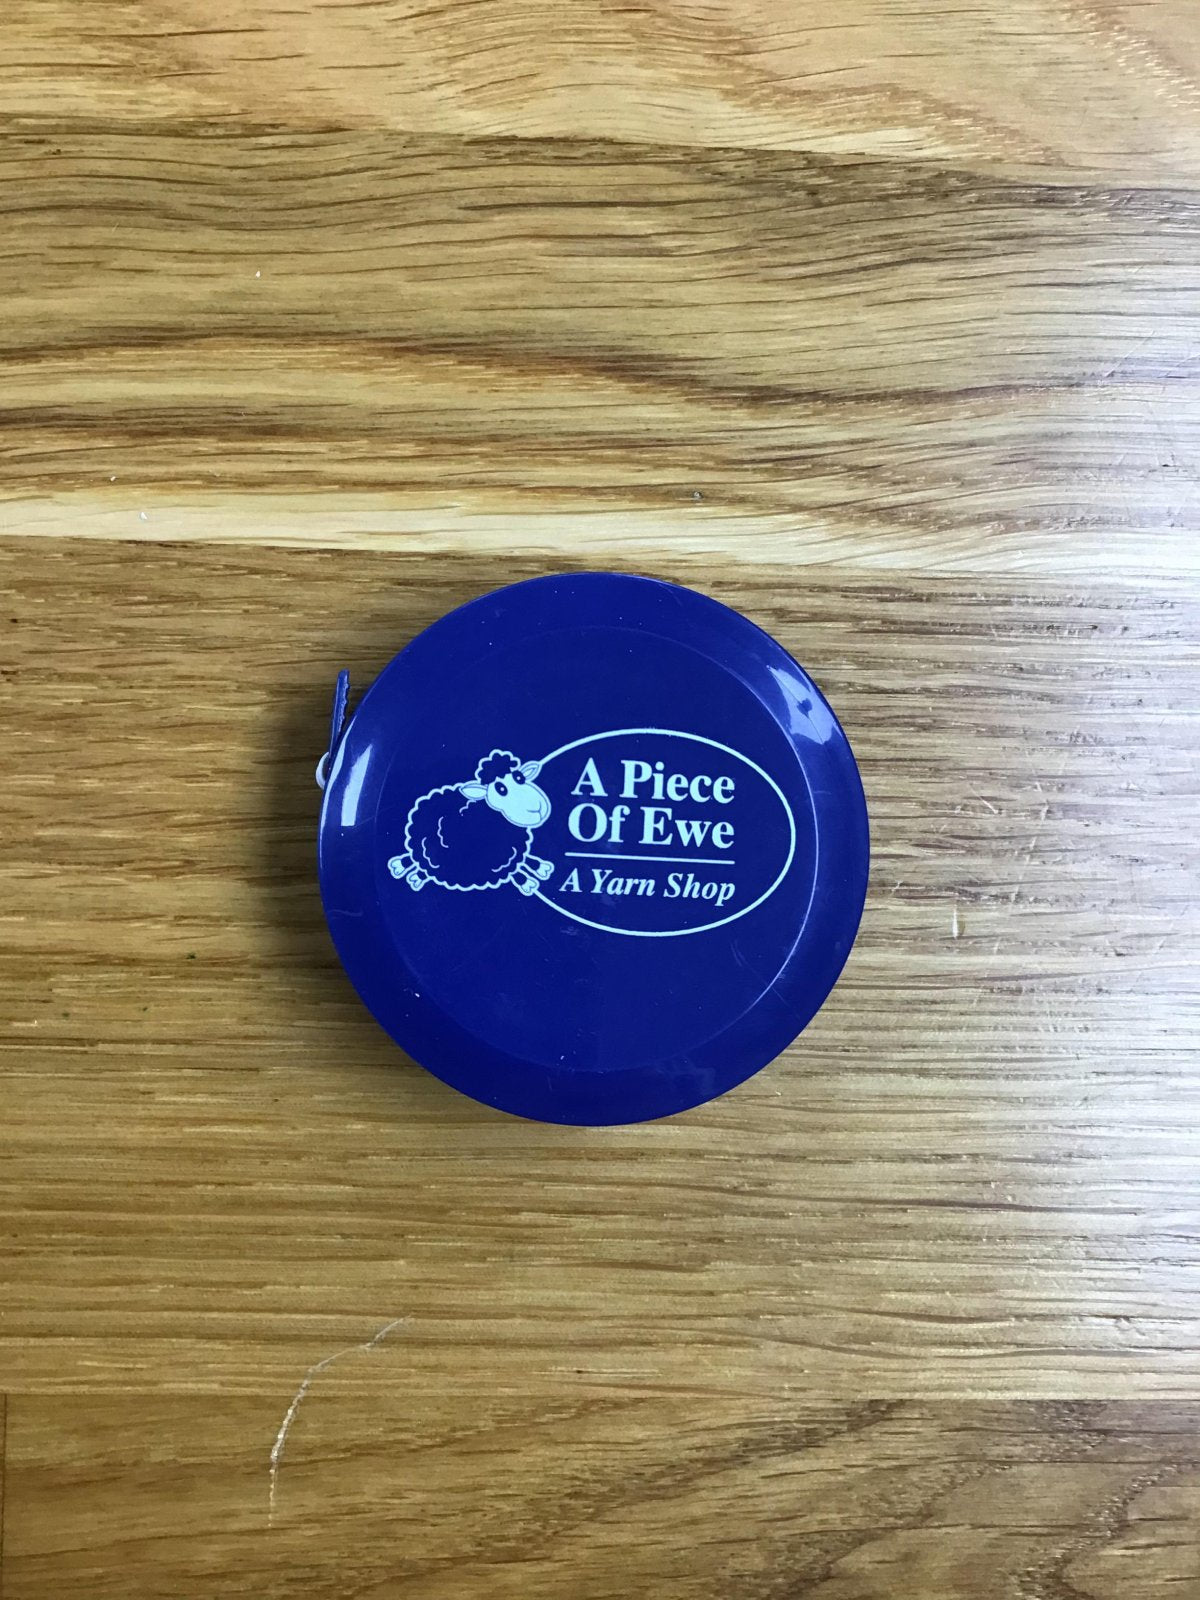 A Piece
Of Ewe
A Yarn Shop